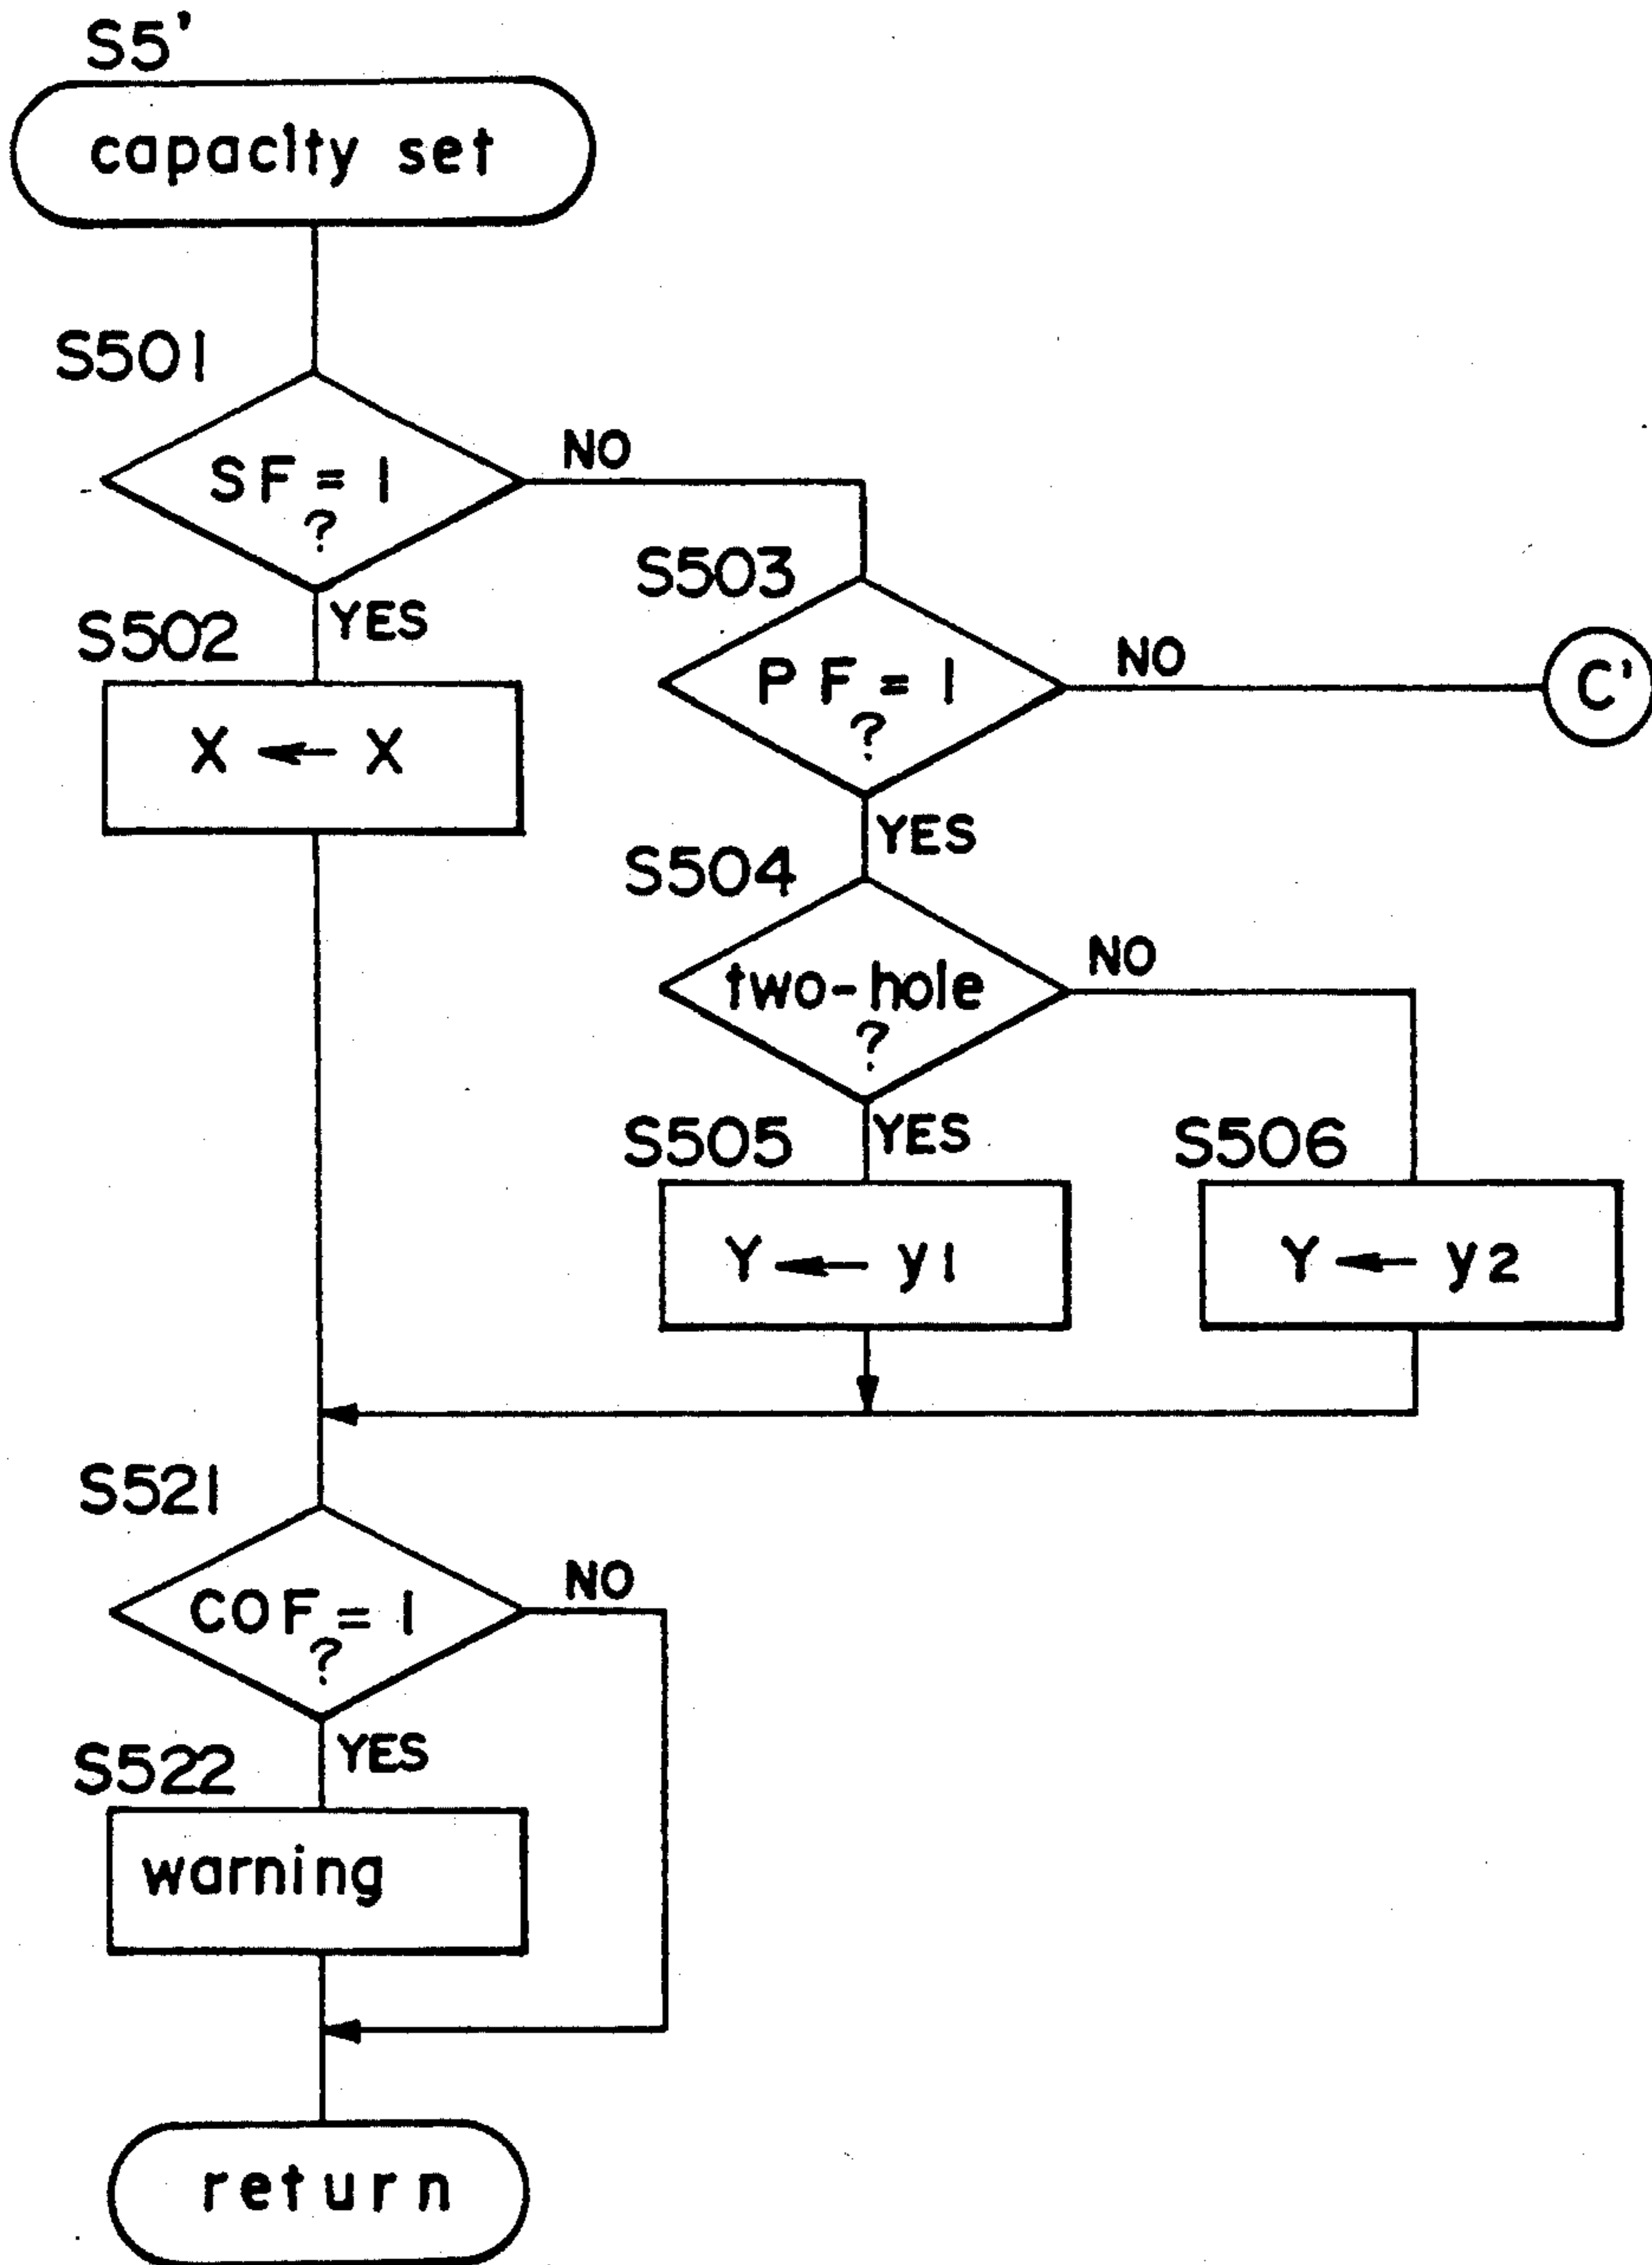 S5'
capacity set
S501
SF = 1
?
NO
YES
S502
X ← X
S503
PF = 1
?
NO
C'
YES
S504
two-hole
?
NO
YES
S505
Y ← y1
S506
Y ← y2
S521
COF = 1
?
NO
YES
S522
warning
return